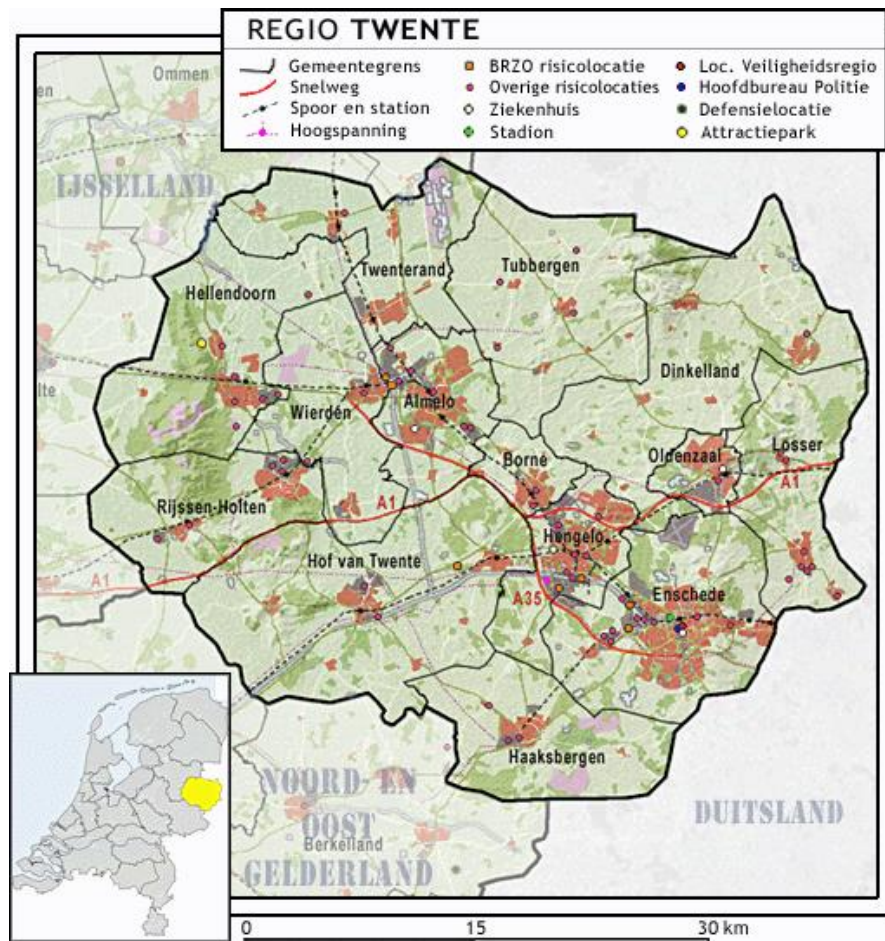 REGIO TWENTE
Gemeentegrens
Snelweg
Spoor en station
Hoogspanning
BRZO risicolocatie
Overige risicolocaties
Ziekenhuis
Stadion
Loc. Veiligheidsregio
Hoofdbureau Politie
Defensielocatie
Attractiepark
Ommen
IJSSELLAND
Twenterand
Tubbergen
Hellendoorn
Dinkelland
Wierden
Almelo
Borne
Oldenzaal
Losser
A1
A1
Rijssen-Holten
Hengelo
Hof van Twente
A1
A35
Enschede
Haaksbergen
NOORD- EN
OOST
GELDERLAND
Berkelland
DUITSLAND
0 15 30 km